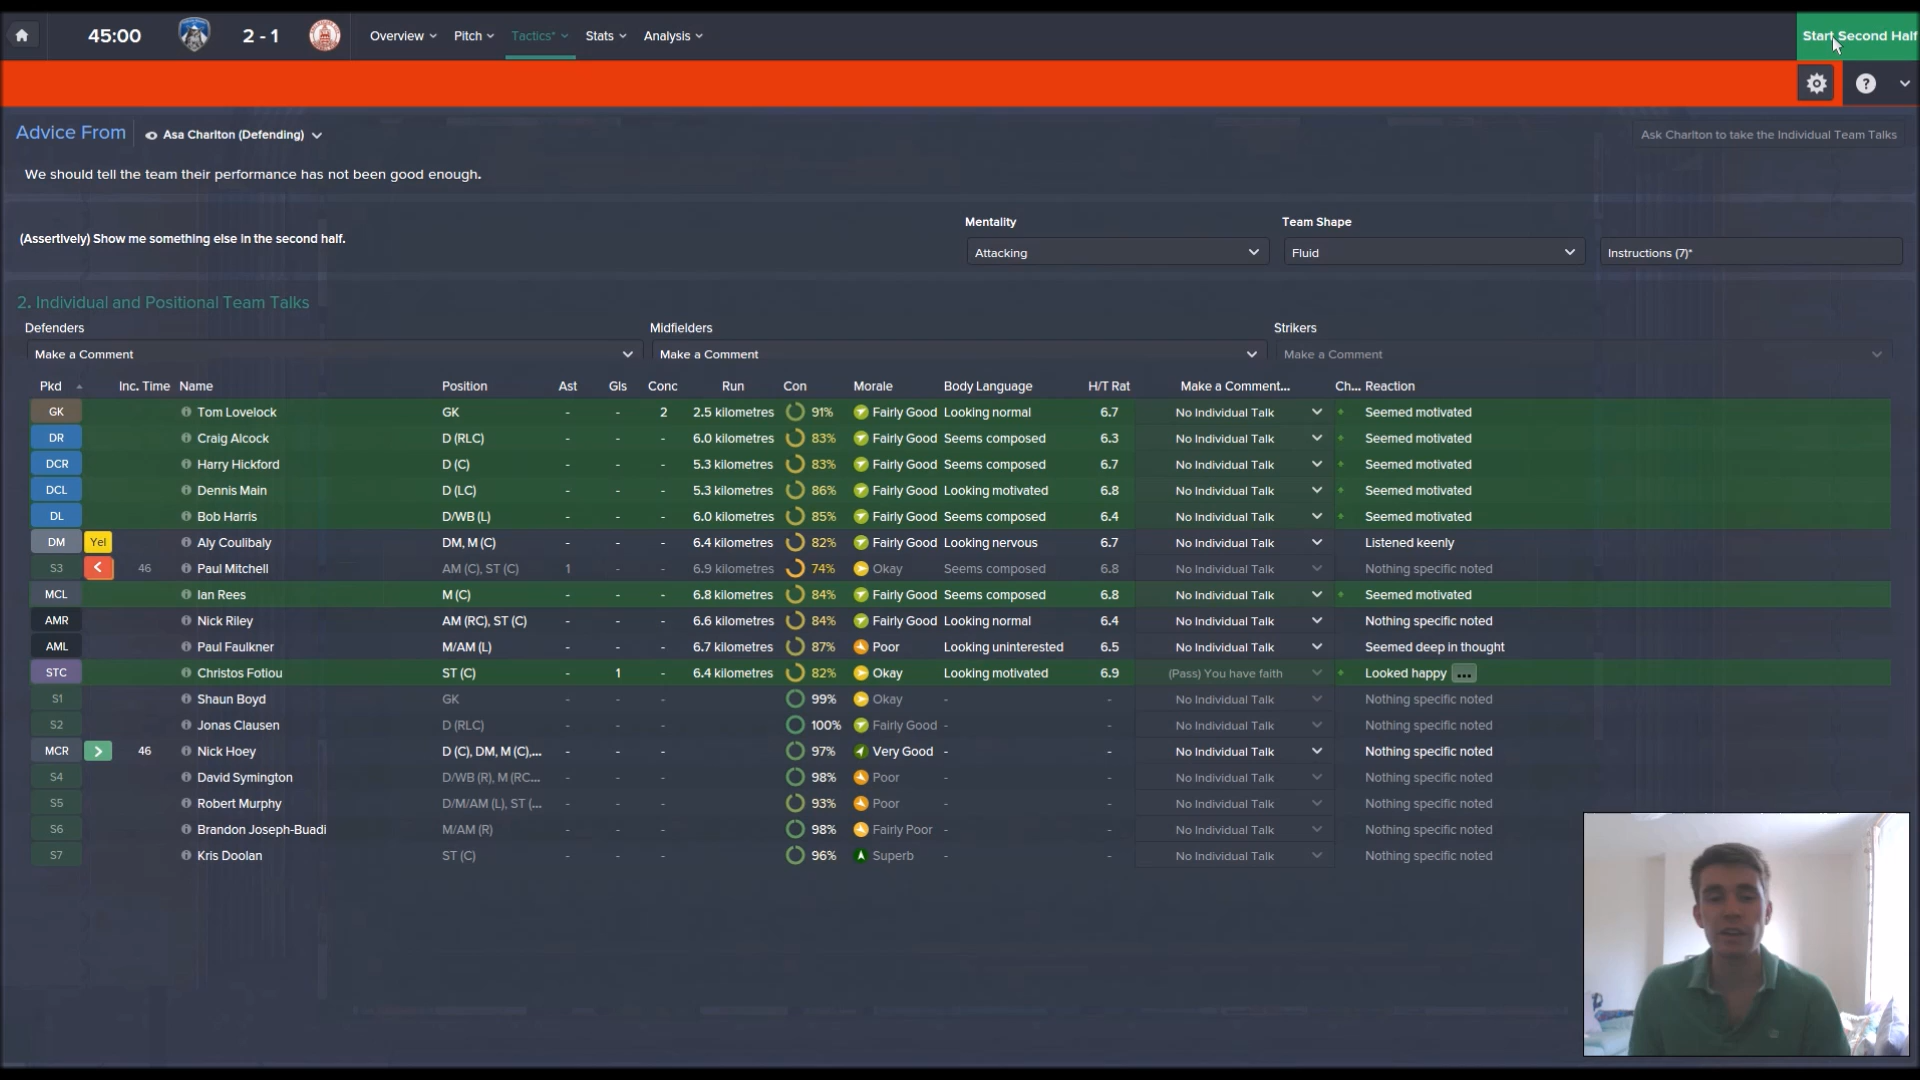 45:00 2 - 1 Overview Pitch Tactics* Stats Analysis Start Second Half
?
Advice From Asa Charlton (Defending) Ask Charlton to take the Individual Team Talks
We should tell the team their performance has not been good enough.
Mentality Team Shape
(Assertively) Show me something else in the second half.
Attacking Fluid Instructions (7)*
2. Individual and Positional Team Talks
Defenders Midfielders Strikers
Make a Comment Make a Comment Make a Comment
Pkd Inc. Time Name Position Ast Gls Conc Run Con Morale Body Language H/T Rat Make a Comment... Ch... Reaction
GK Tom Lovelock GK - - 2 2.5 kilometres 91% Fairly Good Looking normal 6.7 No Individual Talk Seemed motivated
DR Craig Alcock D (RLC) - - - 6.0 kilometres 83% Fairly Good Seems composed 6.3 No Individual Talk Seemed motivated
DCR Harry Hickford D (C) - - - 5.3 kilometres 83% Fairly Good Seems composed 6.7 No Individual Talk Seemed motivated
DCL Dennis Main D (LC) - - - 5.3 kilometres 86% Fairly Good Looking motivated 6.8 No Individual Talk Seemed motivated
DL Bob Harris D/WB (L) - - - 6.0 kilometres 85% Fairly Good Seems composed 6.4 No Individual Talk Seemed motivated
DM Yel Aly Coulibaly DM, M (C) - - - 6.4 kilometres 82% Fairly Good Looking nervous 6.7 No Individual Talk Listened keenly
S3 46 Paul Mitchell AM (C), ST (C) 1 - - 6.9 kilometres 74% Okay Seems composed 6.8 No Individual Talk Nothing specific noted
MCL Ian Rees M (C) - - - 6.8 kilometres 84% Fairly Good Seems composed 6.8 No Individual Talk Seemed motivated
AMR Nick Riley AM (RC), ST (C) - - - 6.6 kilometres 84% Fairly Good Looking normal 6.4 No Individual Talk Nothing specific noted
AML Paul Faulkner M/AM (L) - - - 6.7 kilometres 87% Poor Looking uninterested 6.5 No Individual Talk Seemed deep in thought
STC Christos Fotiou ST (C) - 1 - 6.4 kilometres 82% Okay Looking motivated 6.9 (Pass) You have faith Looked happy ...
S1 Shaun Boyd GK - - - 99% Okay - - No Individual Talk Nothing specific noted
S2 Jonas Clausen D (RLC) - - - 100% Fairly Good - - No Individual Talk Nothing specific noted
MCR 46 Nick Hoey D (C), DM, M (C),... - - - 97% Very Good - - No Individual Talk Nothing specific noted
S4 David Symington D/WB (R), M (RC... - - - 98% Poor - - No Individual Talk Nothing specific noted
S5 Robert Murphy D/M/AM (L), ST (... - - - 93% Poor - - No Individual Talk Nothing specific noted
S6 Brandon Joseph-Buadi M/AM (R) - - - 98% Fairly Poor - - No Individual Talk Nothing specific noted
S7 Kris Doolan ST (C) - - - 96% Superb - - No Individual Talk Nothing specific noted